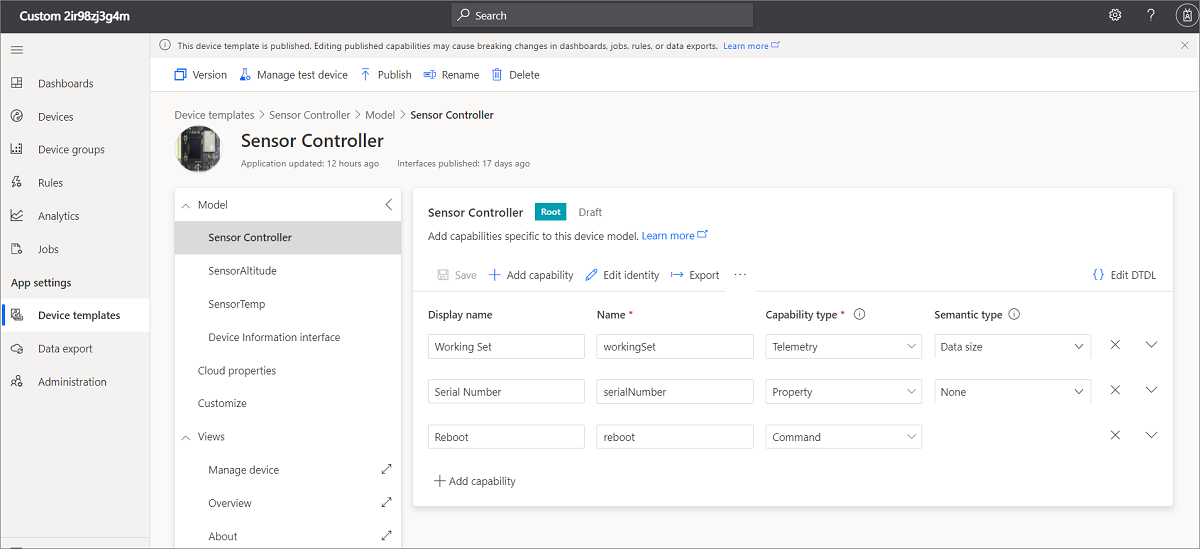 Custom 2ir98zj3g4m
Search
?
This device template is published. Editing published capabilities may cause breaking changes in dashboards, jobs, rules, or data exports. Learn more
Version Manage test device Publish Rename Delete
Dashboards
Devices
Device groups
Rules
Analytics
Jobs
App settings
Device templates
Data export
Administration
Device templates > Sensor Controller > Model > Sensor Controller
Sensor Controller
Application updated: 12 hours ago Interfaces published: 17 days ago
Model
Sensor Controller
SensorAltitude
SensorTemp
Device Information interface
Cloud properties
Customize
Views
Manage device
Overview
About
Sensor Controller Root Draft
Add capabilities specific to this device model. Learn more
Save Add capability Edit identity Export ... {} Edit DTDL
Display name Name * Capability type * Semantic type
Working Set workingSet Telemetry Data size
Serial Number serialNumber Property None
Reboot reboot Command
Add capability